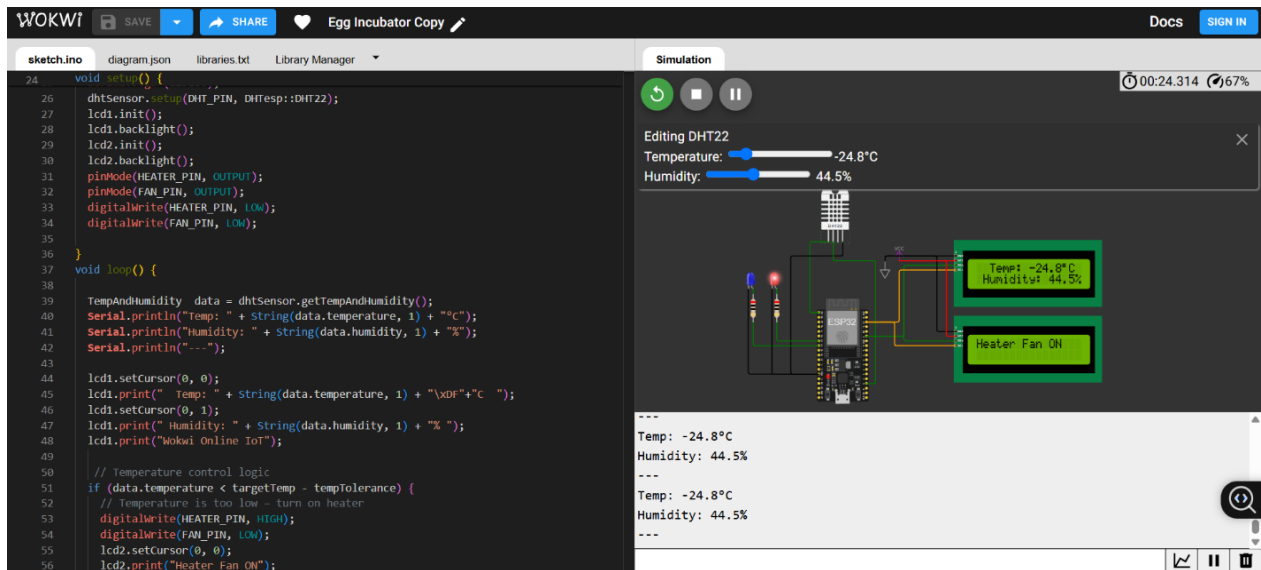 WOKWI SAVE SHARE Egg Incubator Copy Docs SIGN IN
sketch.ino diagram.json libraries.txt Library Manager
24 void setup() {
26 dhtSensor.setup(DHT_PIN, DHTesp::DHT22);
27 lcd1.init();
28 lcd1.backlight();
29 lcd2.init();
30 lcd2.backlight();
31 pinMode(HEATER_PIN, OUTPUT);
32 pinMode(FAN_PIN, OUTPUT);
33 digitalWrite(HEATER_PIN, LOW);
34 digitalWrite(FAN_PIN, LOW);
35
36 }
37 void loop() {
38
39 TempAndHumidity  data = dhtSensor.getTempAndHumidity();
40 Serial.println("Temp: " + String(data.temperature, 1) + "°C");
41 Serial.println("Humidity: " + String(data.humidity, 1) + "%");
42 Serial.println("---");
43
44 lcd1.setCursor(0, 0);
45 lcd1.print("  Temp: " + String(data.temperature, 1) + "\xDF"+"C  ");
46 lcd1.setCursor(0, 1);
47 lcd1.print(" Humidity: " + String(data.humidity, 1) + "% ");
48 lcd1.print("Wokwi Online IoT");
49
50 // Temperature control logic
51 if (data.temperature < targetTemp - tempTolerance) {
52 // Temperature is too low – turn on heater
53 digitalWrite(HEATER_PIN, HIGH);
54 digitalWrite(FAN_PIN, LOW);
55 lcd2.setCursor(0, 0);
56 lcd2.print("Heater Fan ON");
Simulation
00:24.314 67%
Editing DHT22
Temperature: -24.8°C
Humidity: 44.5%
VCC
Temp: -24.8°C
Humidity: 44.5%
ESP32
Heater Fan ON
---
Temp: -24.8°C
Humidity: 44.5%
---
Temp: -24.8°C
Humidity: 44.5%
---